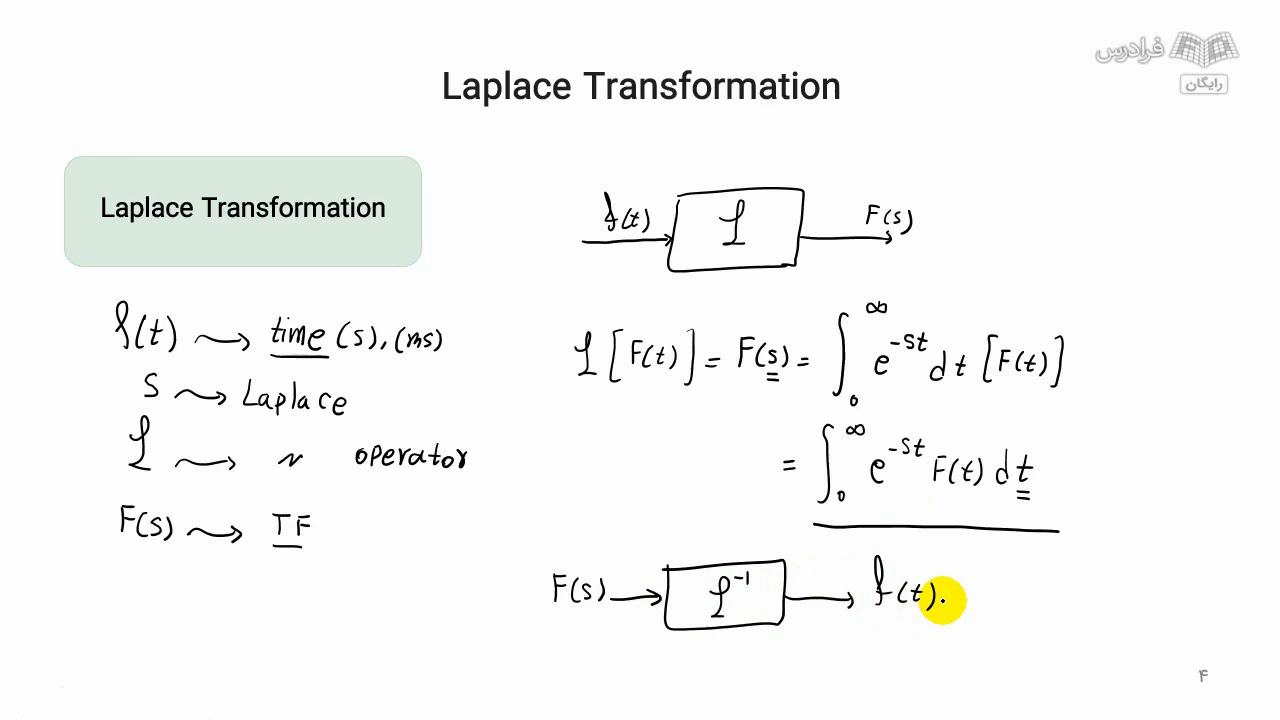 فرادرس
رایگان
Laplace Transformation
Laplace Transformation
f(t) → time (s), (ms)
S → Laplace
ℒ → " operator
F(s) → TF
f(t) → ℒ → F(s)
ℒ [F(t)] = F(s) = ∫₀^∞ e^-st dt [F(t)]
= ∫₀^∞ e^-st F(t) dt
F(s) → ℒ⁻¹ → f(t).
۴